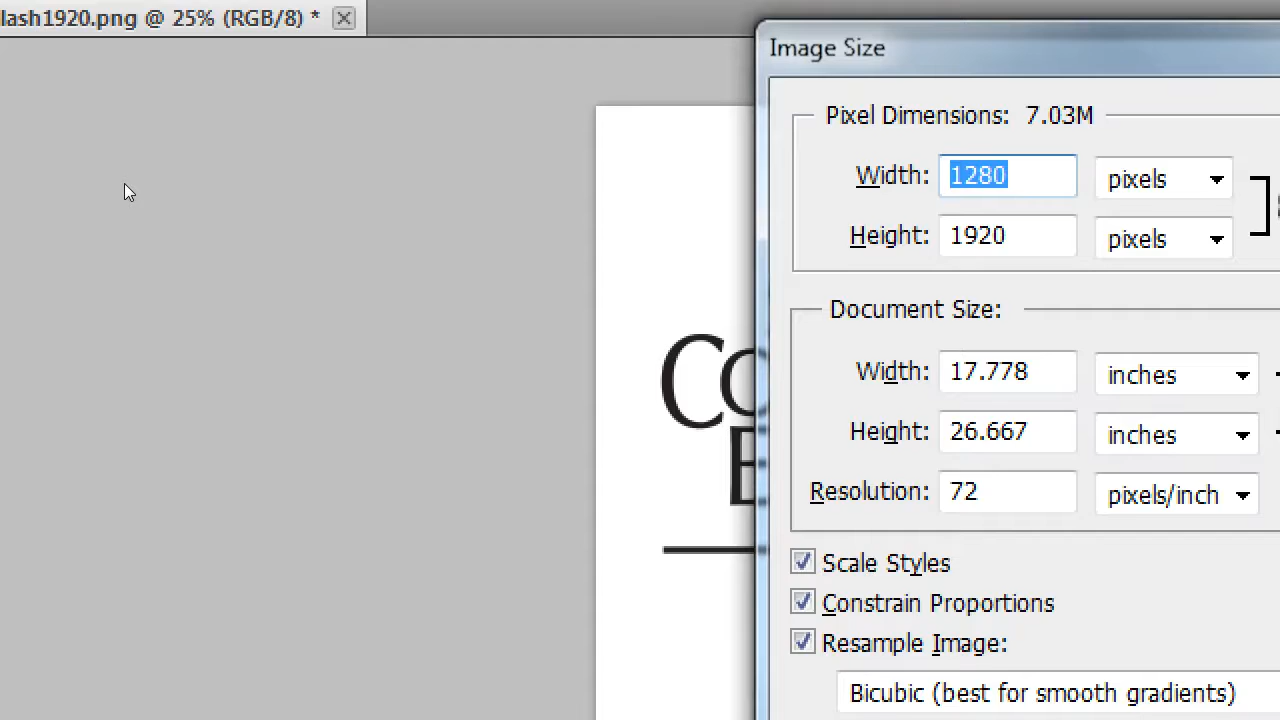 lash1920.png @ 25% (RGB/8) *
Image Size
Pixel Dimensions: 7.03M
Width: 1280 pixels
Height: 1920 pixels
Document Size:
Width: 17.778 inches
Height: 26.667 inches
Resolution: 72 pixels/inch
Scale Styles
Constrain Proportions
Resample Image:
Bicubic (best for smooth gradients)
Co
E